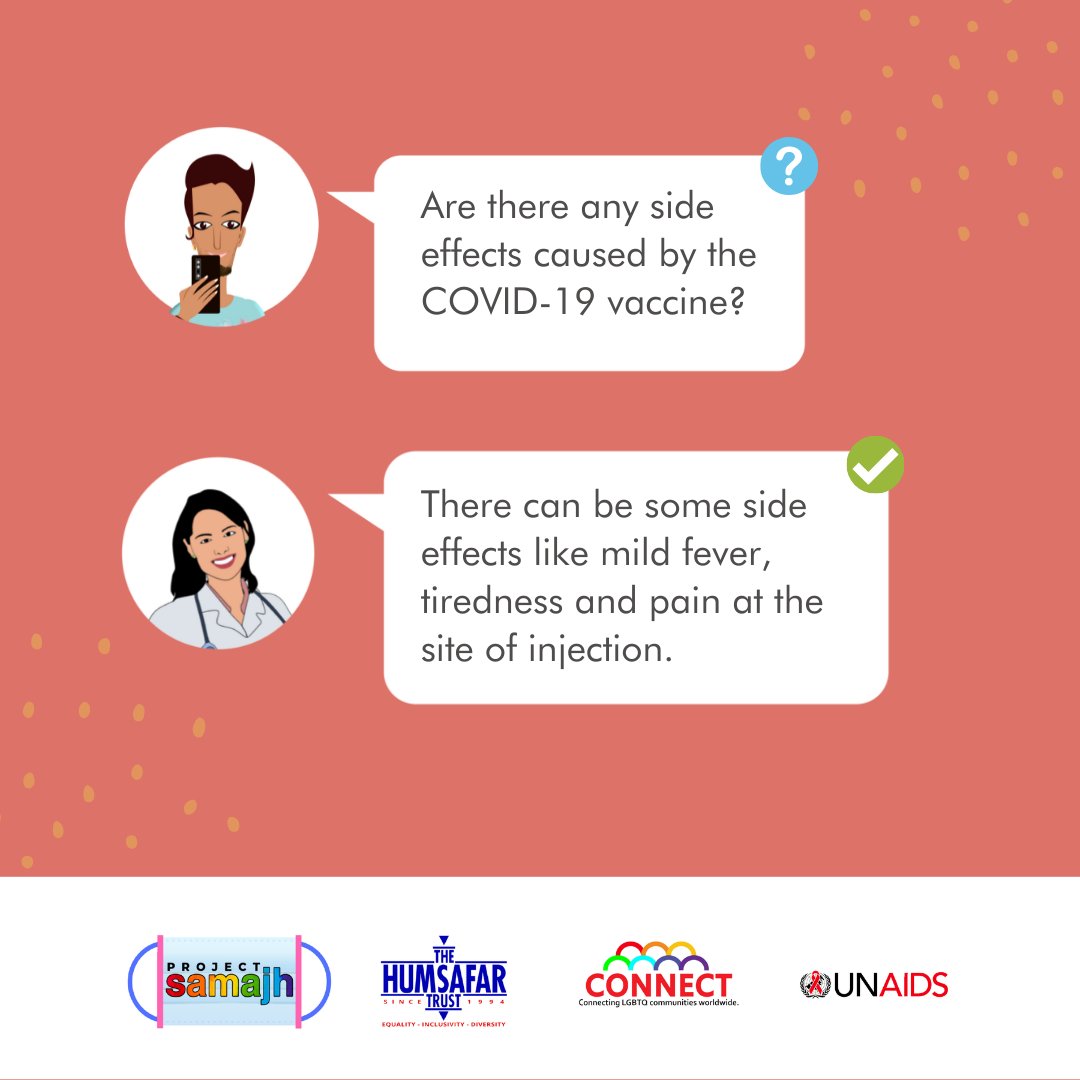 ?
Are there any side
effects caused by the
COVID-19 vaccine?
There can be some side
effects like mild fever,
tiredness and pain at the
site of injection.
PROJECT
samajh
THE
HUMSAFAR
TRUST
SINCE 1994
EQUALITY - INCLUSIVITY - DIVERSITY
CONNECT
Connecting LGBTQ communities worldwide.
UNAIDS